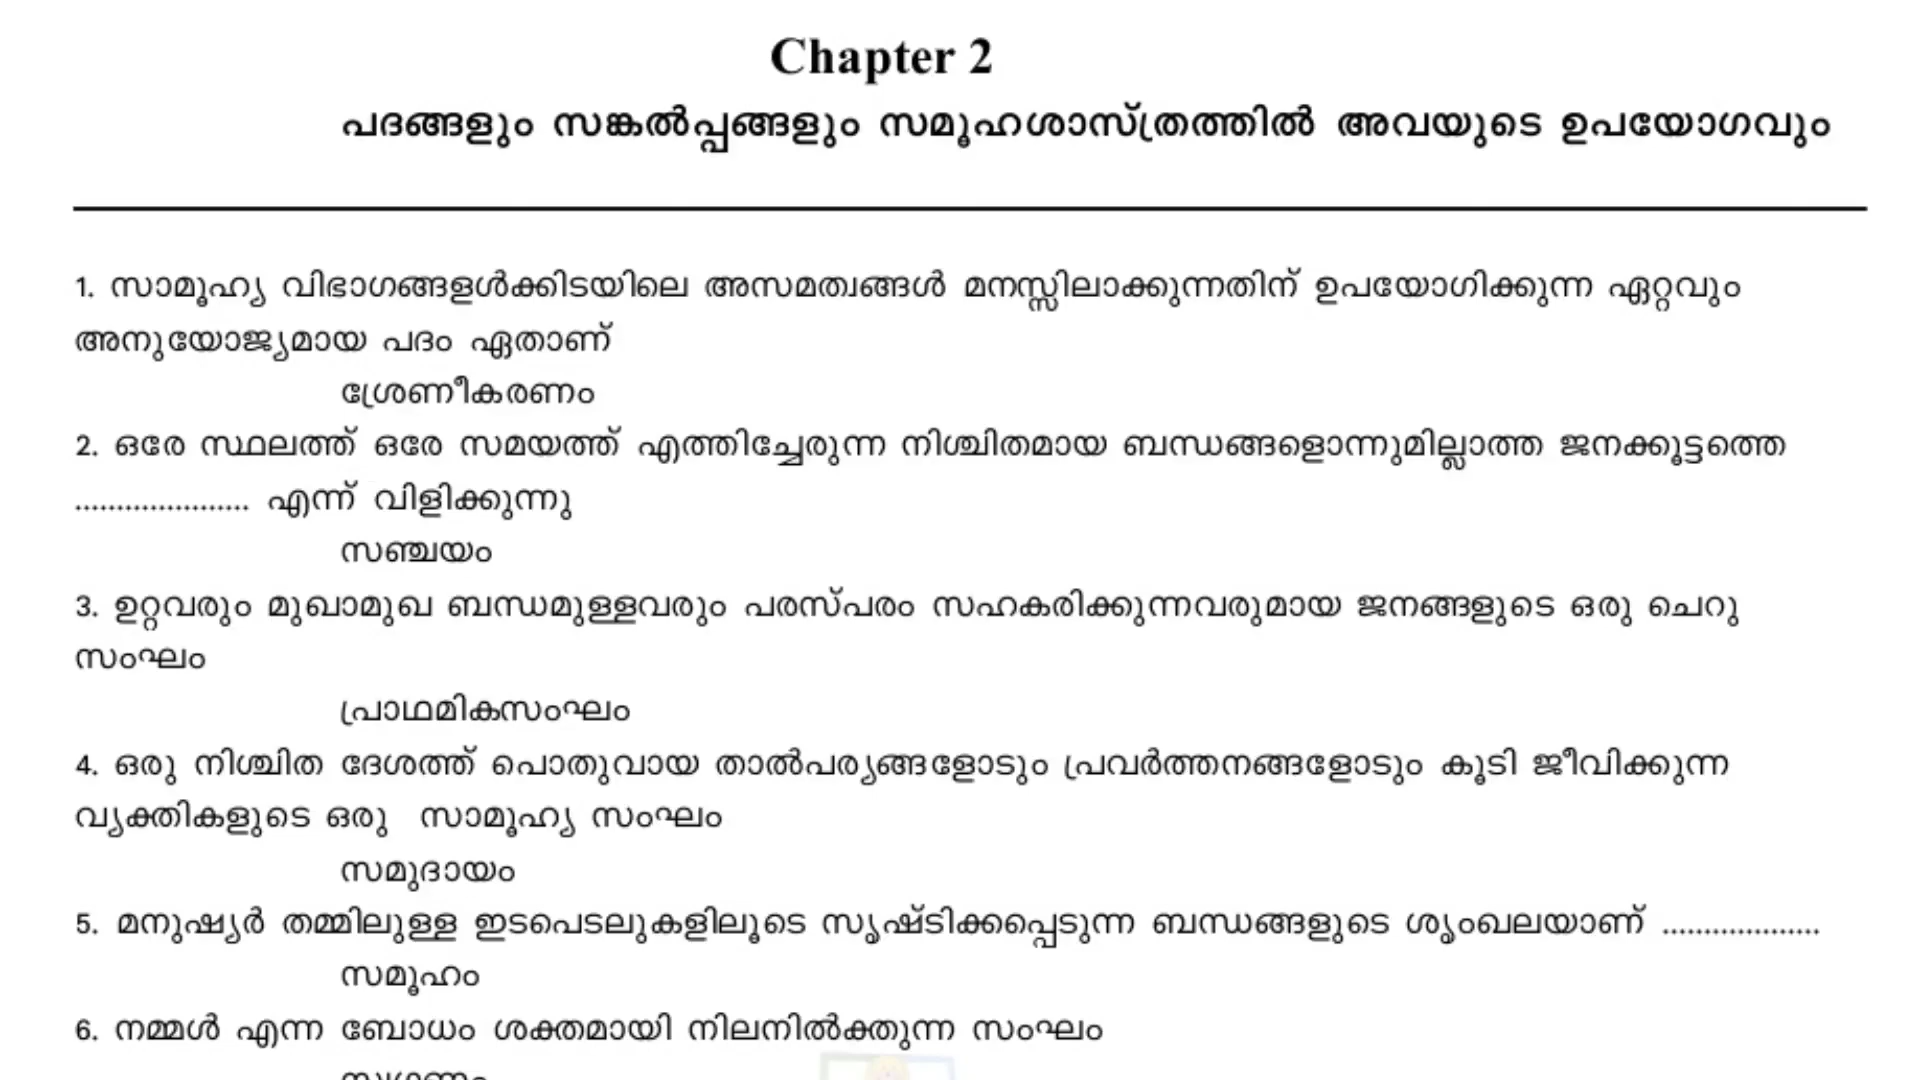 Chapter 2
പദങ്ങളും സങ്കൽപ്പങ്ങളും സമൂഹശാസ്ത്രത്തിൽ അവയുടെ ഉപയോഗവും
1. സാമൂഹ്യ വിഭാഗങ്ങളൾക്കിടയിലെ അസമത്വങ്ങൾ മനസ്സിലാക്കുന്നതിന് ഉപയോഗിക്കുന്ന ഏറ്റവും
അനുയോജ്യമായ പദം ഏതാണ്
ശ്രേണീകരണം
2. ഒരേ സ്ഥലത്ത് ഒരേ സമയത്ത് എത്തിച്ചേരുന്ന നിശ്ചിതമായ ബന്ധങ്ങളൊന്നുമില്ലാത്ത ജനക്കൂട്ടത്തെ
..................... എന്ന് വിളിക്കുന്നു
സഞ്ചയം
3. ഉറ്റവരും മുഖാമുഖ ബന്ധമുള്ളവരും പരസ്പരം സഹകരിക്കുന്നവരുമായ ജനങ്ങളുടെ ഒരു ചെറു
സംഘം
പ്രാഥമികസംഘം
4. ഒരു നിശ്ചിത ദേശത്ത് പൊതുവായ താൽപര്യങ്ങളോടും പ്രവർത്തനങ്ങളോടും കൂടി ജീവിക്കുന്ന
വ്യക്തികളുടെ ഒരു സാമൂഹ്യ സംഘം
സമുദായം
5. മനുഷ്യർ തമ്മിലുള്ള ഇടപെടലുകളിലൂടെ സൃഷ്ടിക്കപ്പെടുന്ന ബന്ധങ്ങളുടെ ശൃംഖലയാണ് ...................
സമൂഹം
6. നമ്മൾ എന്ന ബോധം ശക്തമായി നിലനിൽക്കുന്ന സംഘം